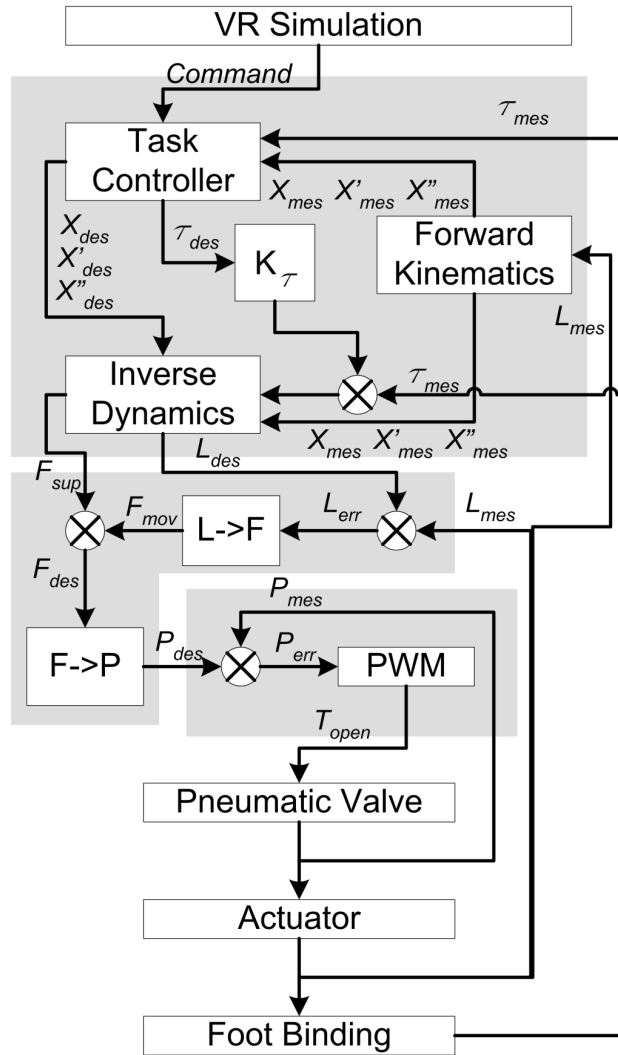 VR Simulation
Command
τmes
Task
Controller
Xmes X'mes X"mes
Xdes
X'des
X"des
τdes
Kτ
Forward
Kinematics
Lmes
Inverse
Dynamics
τmes
Xmes X'mes X"mes
Ldes
Fsup
Fmov
L->F
Lerr
Lmes
Fdes
Pmes
F->P
Pdes
Perr
PWM
Topen
Pneumatic Valve
Actuator
Foot Binding